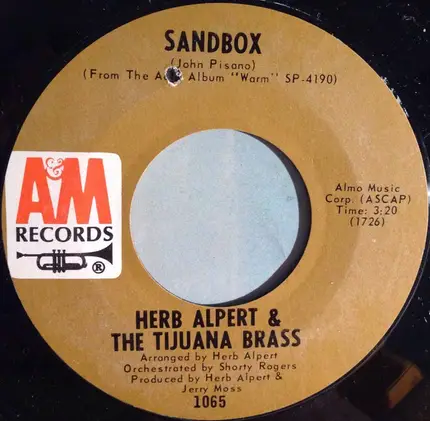 SANDBOX
(John Pisano)
(From The A&M Album "Warm" SP-4190)
A&M
RECORDS
®
Almo Music
Corp. (ASCAP)
Time: 3:20
(1726)
HERB ALPERT &
THE TIJUANA BRASS
Arranged by Herb Alpert
Orchestrated by Shorty Rogers
Produced by Herb Alpert &
Jerry Moss
1065